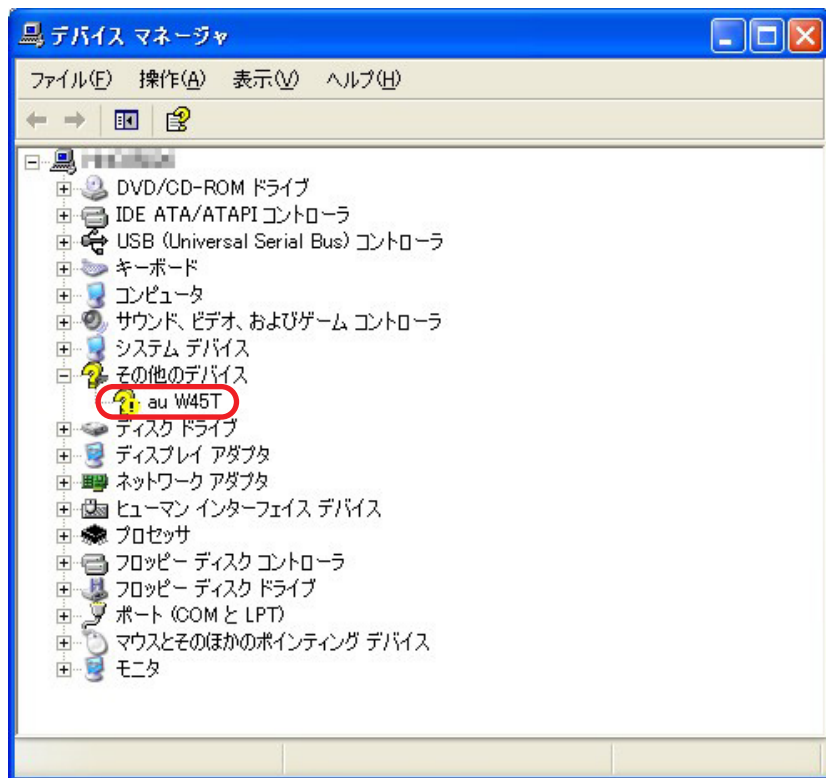 デバイス マネージャ
ファイル(F) 操作(A) 表示(V) ヘルプ(H)
DVD/CD-ROM ドライブ
IDE ATA/ATAPI コントローラ
USB (Universal Serial Bus) コントローラ
キーボード
コンピュータ
サウンド、ビデオ、およびゲーム コントローラ
システム デバイス
その他のデバイス
au W45T
ディスク ドライブ
ディスプレイ アダプタ
ネットワーク アダプタ
ヒューマン インターフェイス デバイス
プロセッサ
フロッピー ディスク コントローラ
フロッピー ディスク ドライブ
ポート (COM と LPT)
マウスとそのほかのポインティング デバイス
モニタ